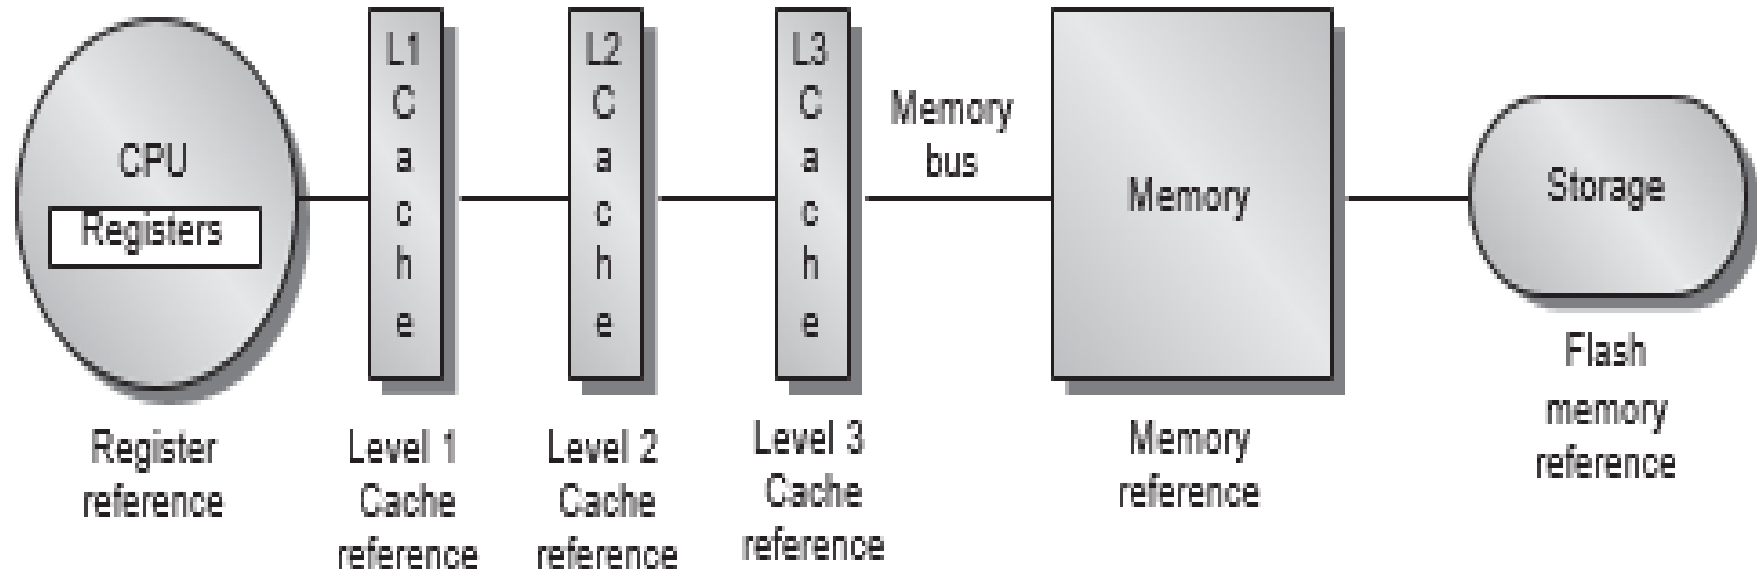 CPU
Registers
L1
C
a
c
h
e
L2
C
a
c
h
e
L3
C
a
c
h
e
Memory
bus
Memory
Storage
Register
reference
Level 1
Cache
reference
Level 2
Cache
reference
Level 3
Cache
reference
Memory
reference
Flash
memory
reference